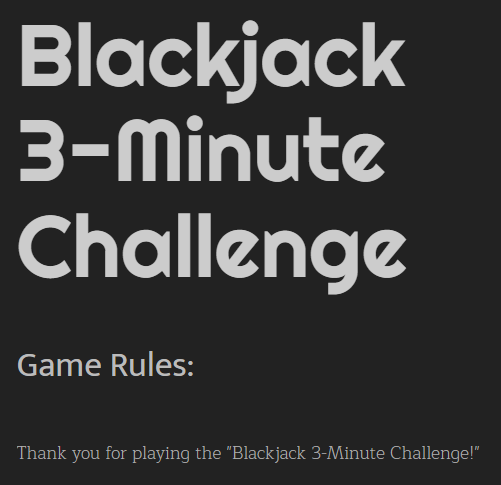 Blackjack
3-Minute
Challenge
Game Rules:
Thank you for playing the "Blackjack 3-Minute Challenge!"